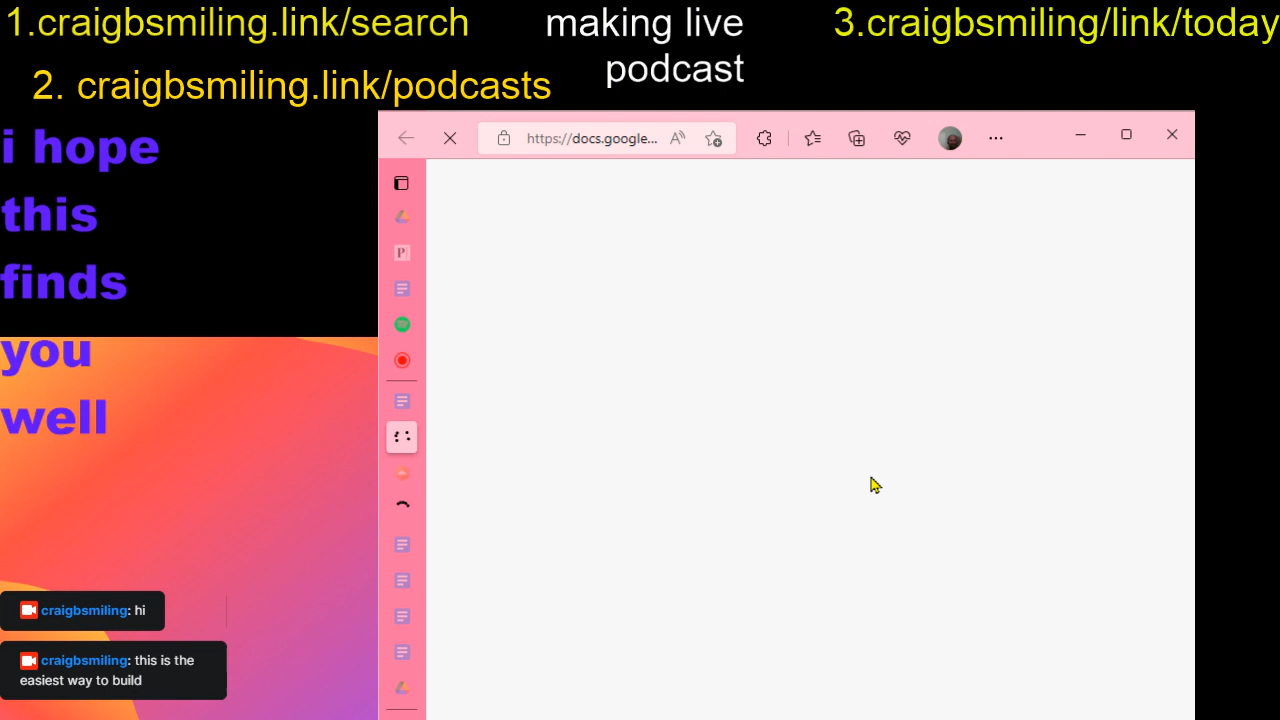 1.craigbsmiling.link/search
making live
podcast
3.craigbsmiling/link/today
2. craigbsmiling.link/podcasts
i hope
this
finds
you
well
https://docs.google...
craigbsmiling: hi
craigbsmiling: this is the
easiest way to build